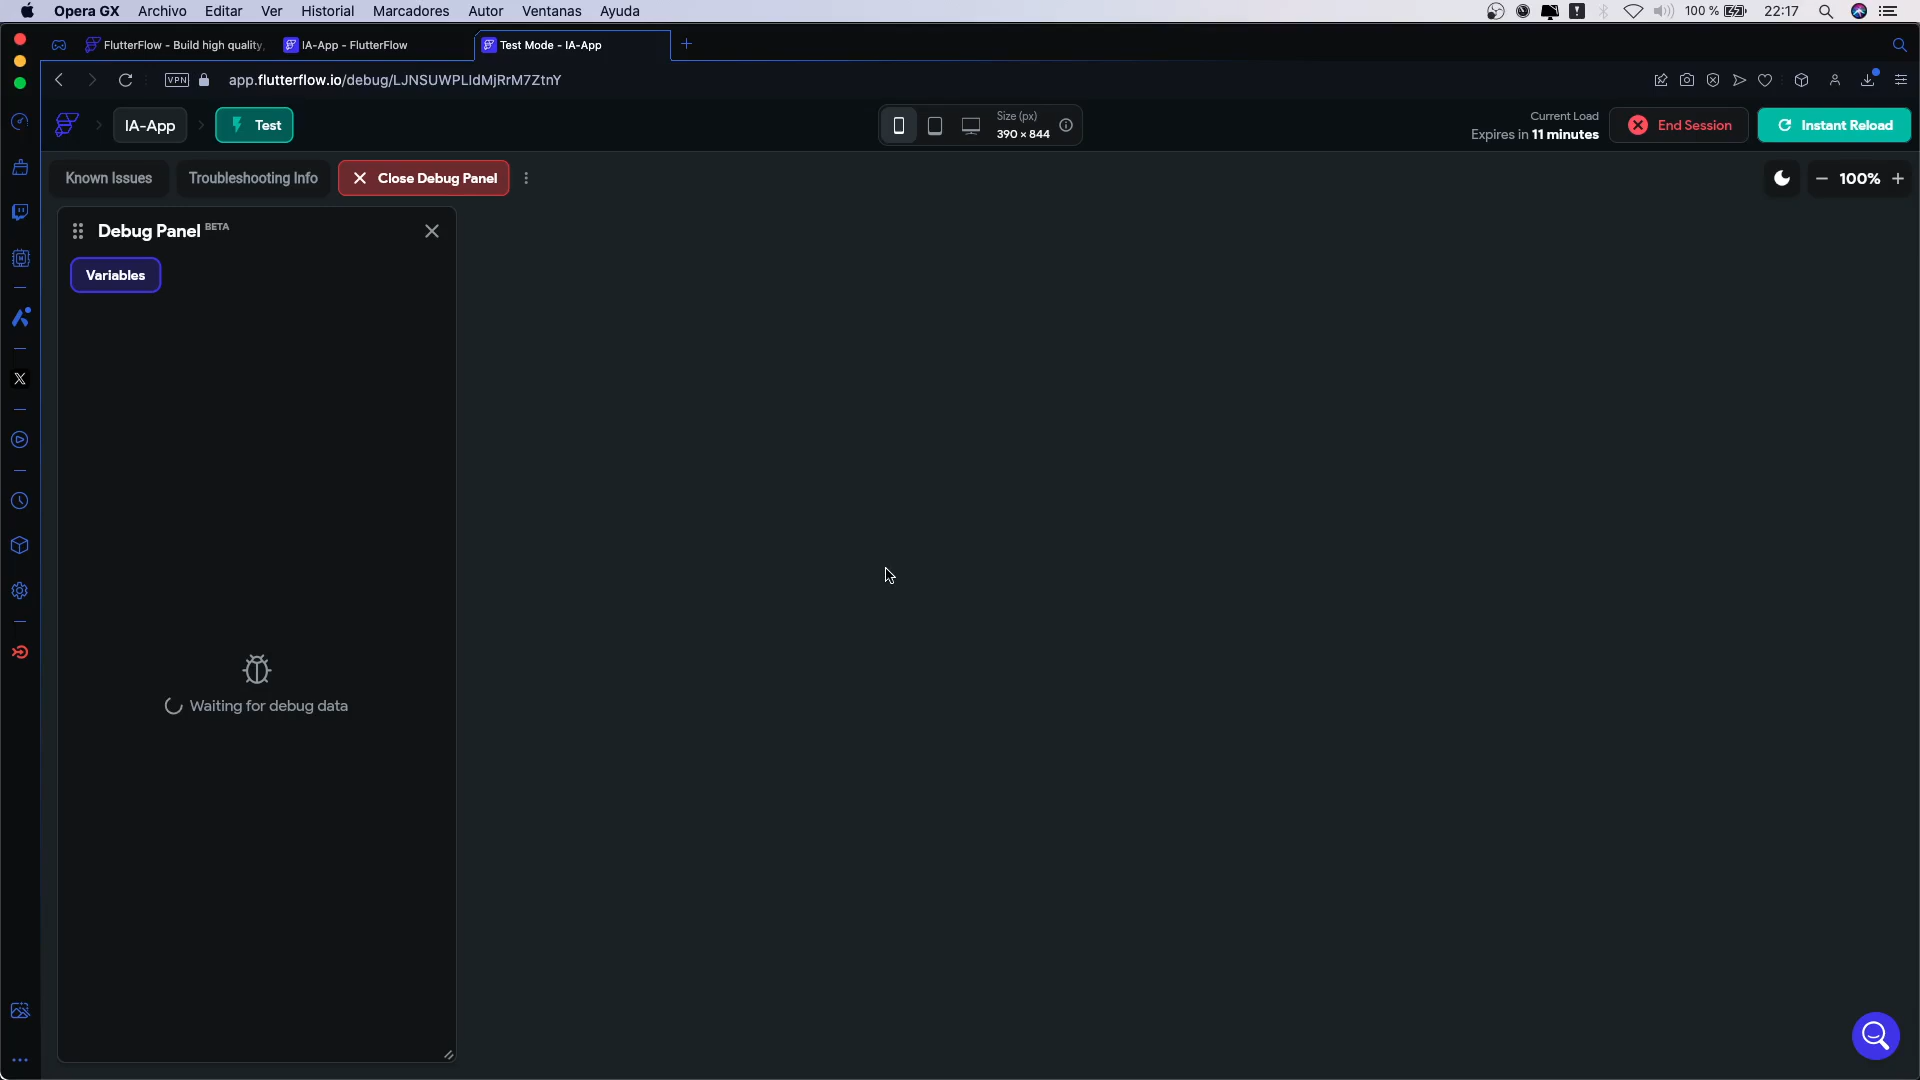 Opera GX Archivo Editar Ver Historial Marcadores Autor Ventanas Ayuda 100 % 22:17
FlutterFlow - Build high quality, IA-App - FlutterFlow Test Mode - IA-App
VPN app.flutterflow.io/debug/LJNSUWPLIdMjRrM7ZtnY
IA-App Test Size (px) 390 × 844 Current Load Expires in 11 minutes End Session Instant Reload
Known Issues Troubleshooting Info Close Debug Panel 100%
Debug Panel BETA
Variables
Waiting for debug data